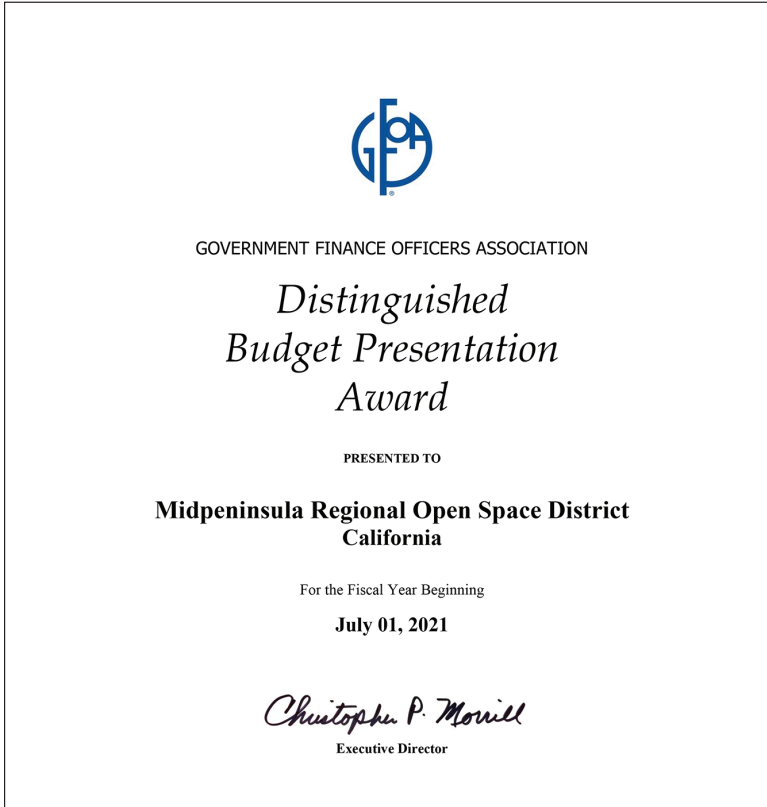 GFOA
®
GOVERNMENT FINANCE OFFICERS ASSOCIATION
Distinguished
Budget Presentation
Award
PRESENTED TO
Midpeninsula Regional Open Space District
California
For the Fiscal Year Beginning
July 01, 2021
Christopher P. Morrill
Executive Director